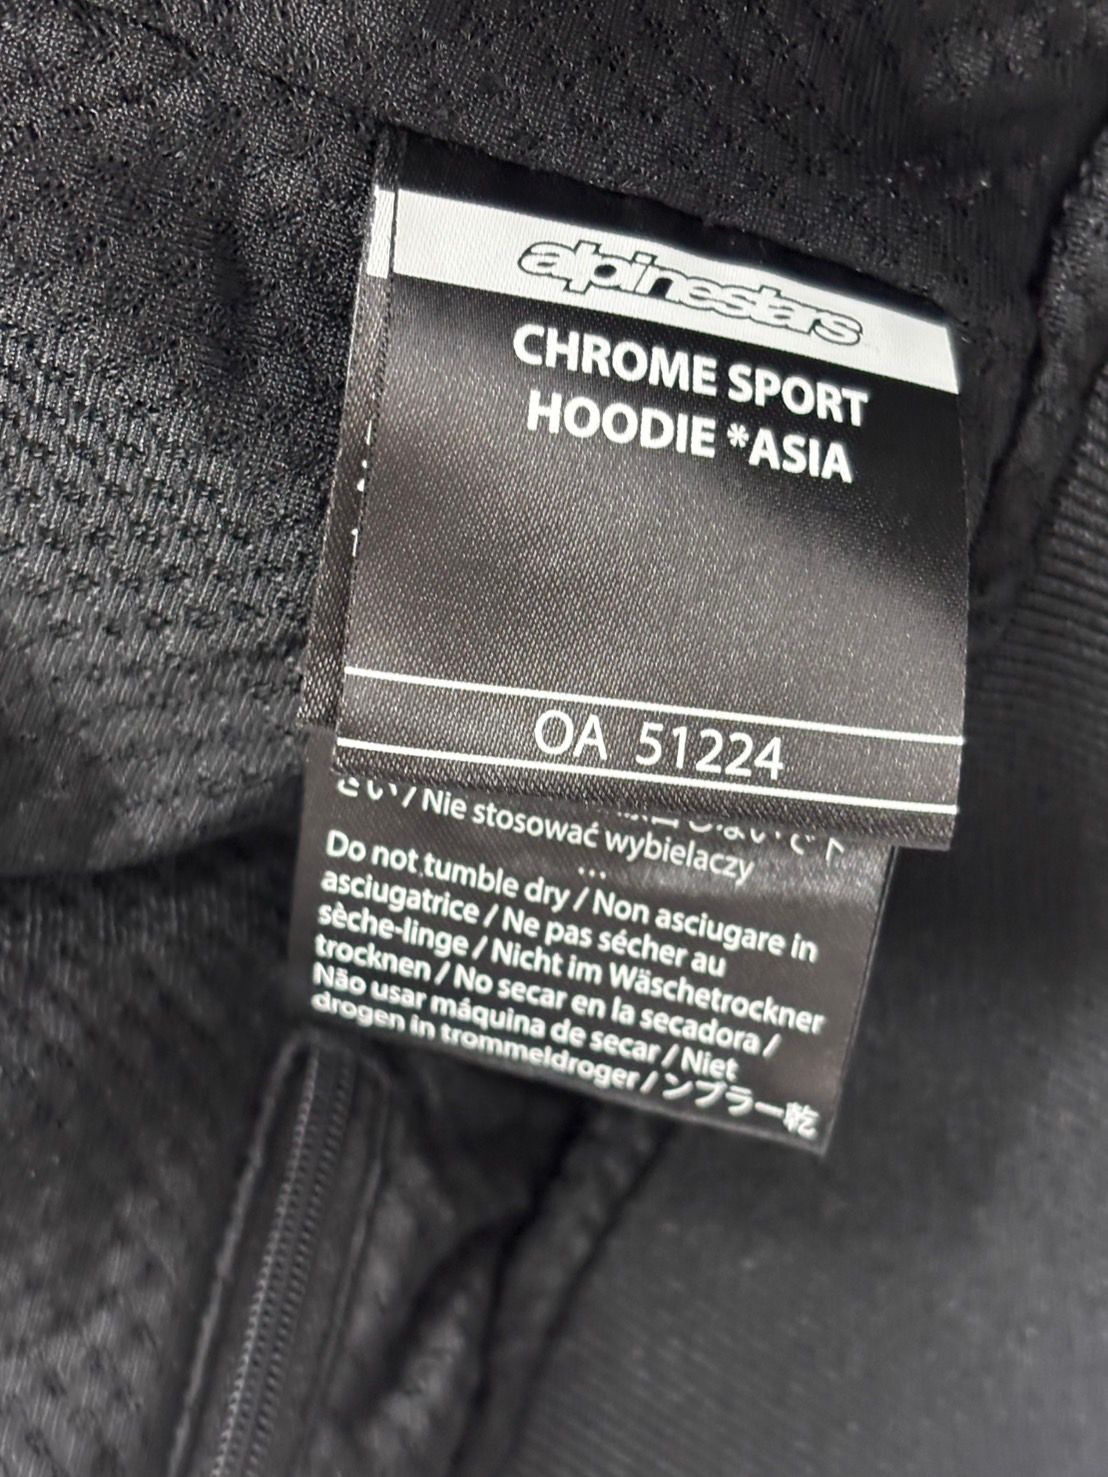 alpinestars
CHROME SPORT
HOODIE *ASIA
OA 51224
さい / Nie stosować wybielaczy
...
Do not tumble dry / Non asciugare in
asciugatrice / Ne pas sécher au
sèche-linge / Nicht im Wäschetrockner
trocknen / No secar en la secadora /
Não usar máquina de secar / Niet
drogen in trommeldroger / ンブラー乾